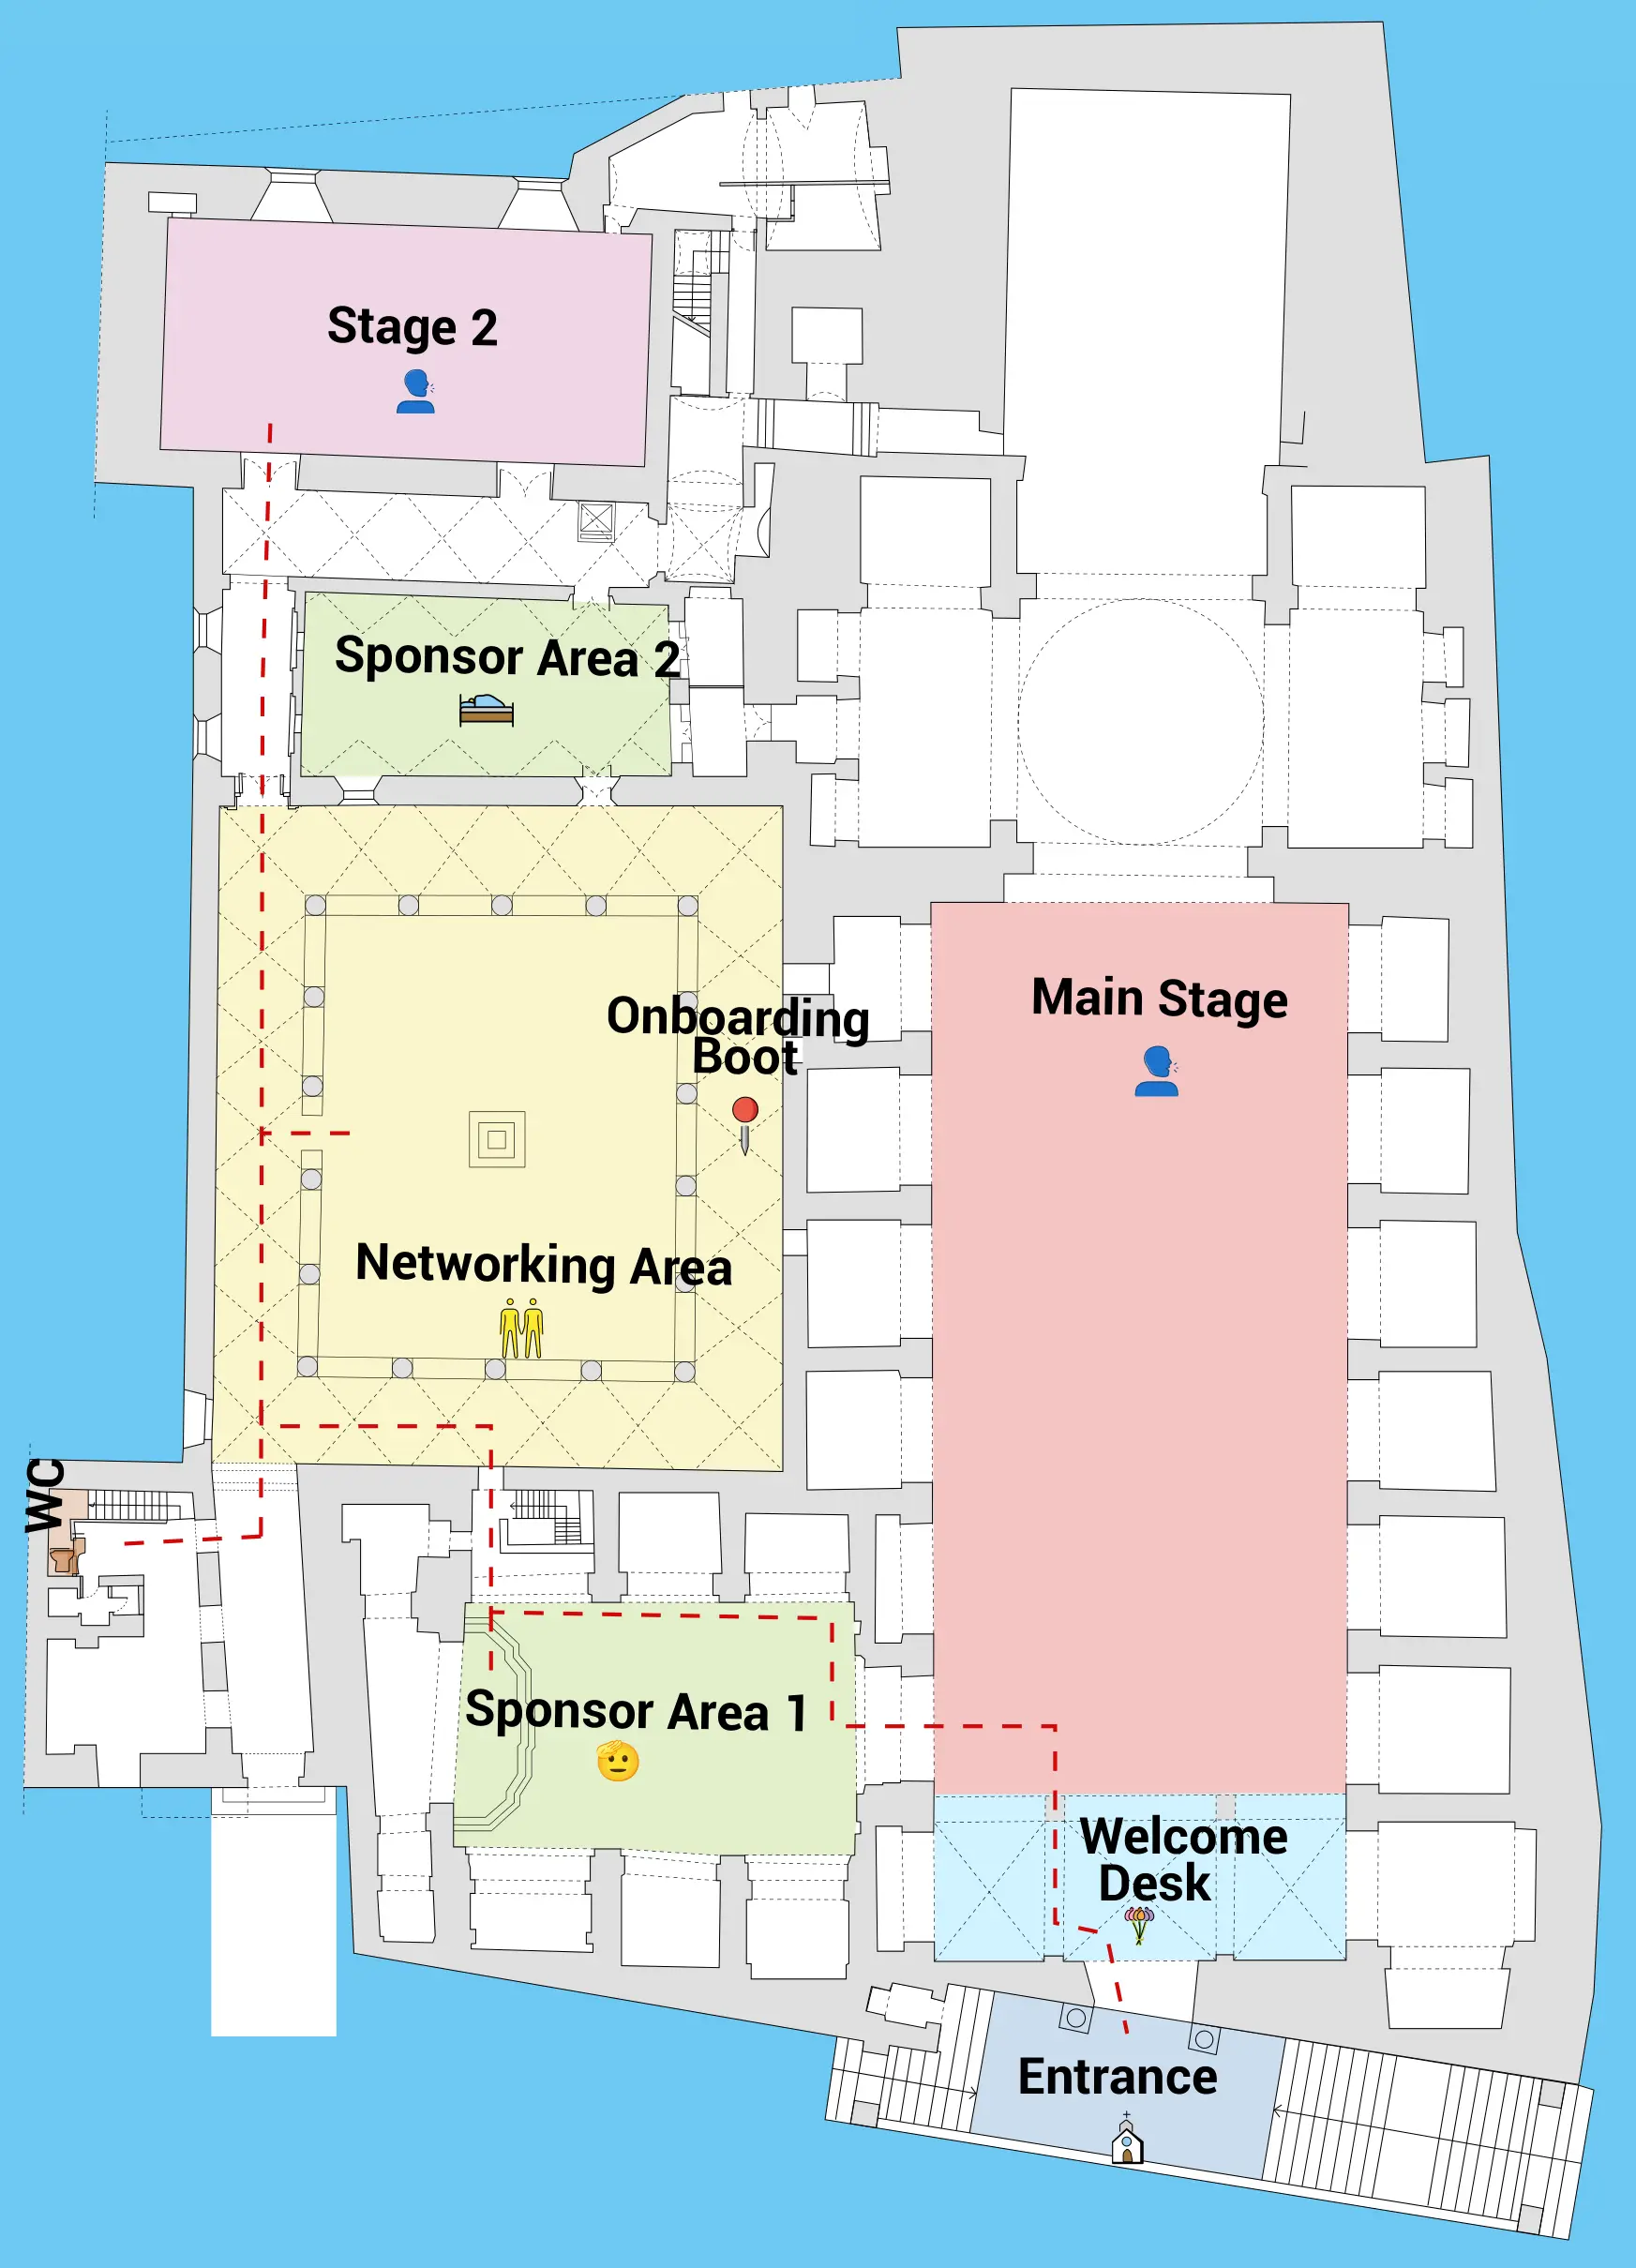 Stage 2
Sponsor Area 2
Onboarding
Boot
Main Stage
Networking Area
WC
Sponsor Area 1
Welcome
Desk
Entrance